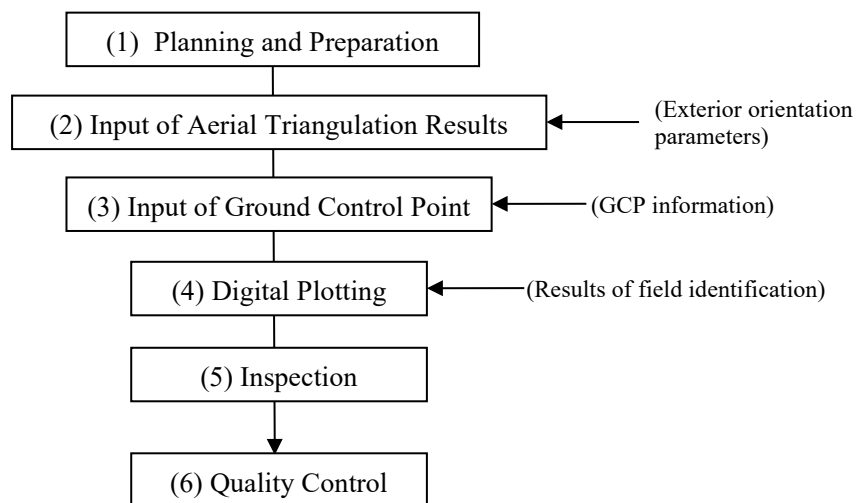 (1) Planning and Preparation
(2) Input of Aerial Triangulation Results
(Exterior orientation
parameters)
(3) Input of Ground Control Point
(GCP information)
(4) Digital Plotting
(Results of field identification)
(5) Inspection
(6) Quality Control